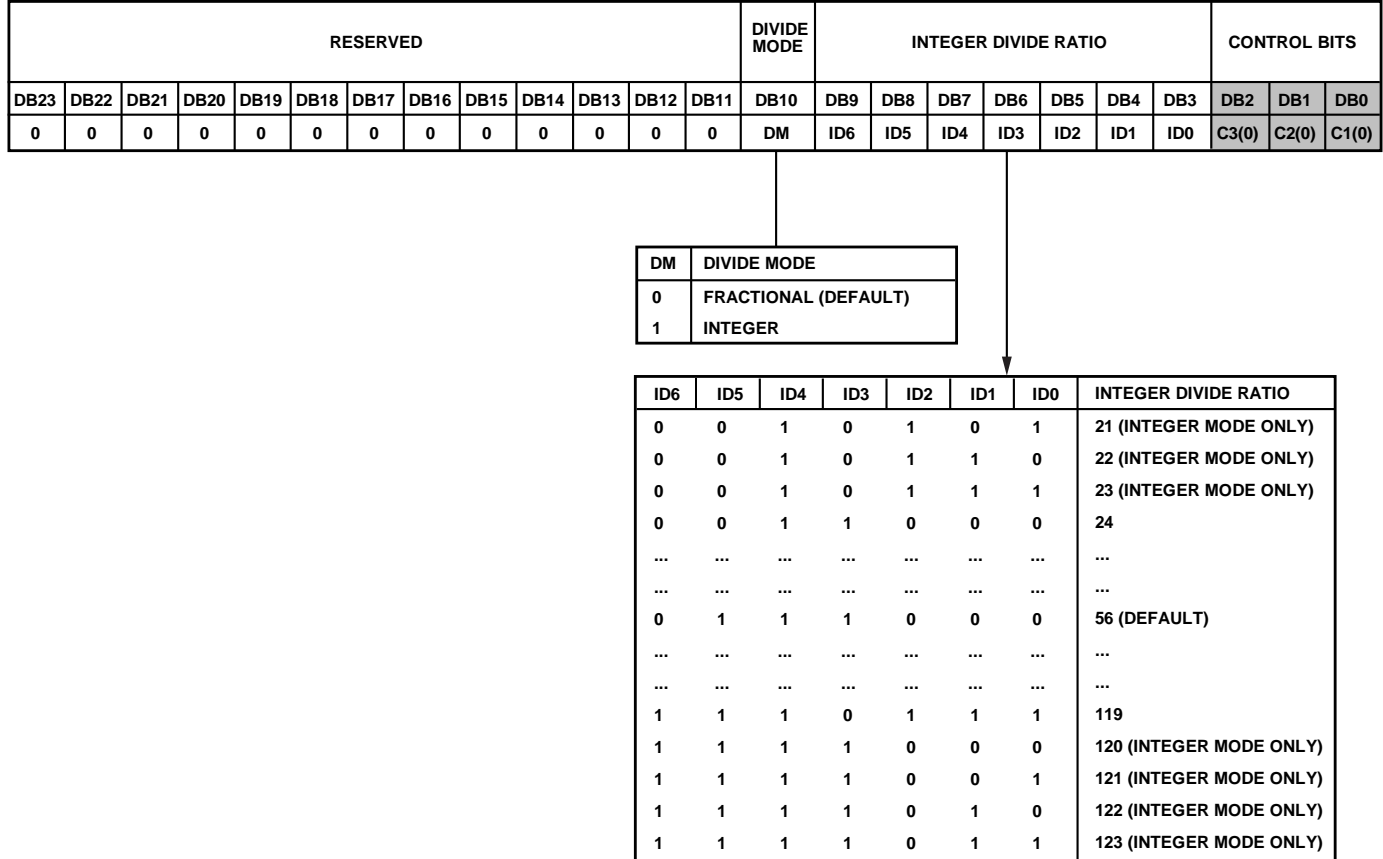 RESERVED DIVIDE MODE INTEGER DIVIDE RATIO CONTROL BITS
DB23 DB22 DB21 DB20 DB19 DB18 DB17 DB16 DB15 DB14 DB13 DB12 DB11 DB10 DB9 DB8 DB7 DB6 DB5 DB4 DB3 DB2 DB1 DB0
0 0 0 0 0 0 0 0 0 0 0 0 0 DM ID6 ID5 ID4 ID3 ID2 ID1 ID0 C3(0) C2(0) C1(0)
DM DIVIDE MODE
0 FRACTIONAL (DEFAULT)
1 INTEGER
ID6 ID5 ID4 ID3 ID2 ID1 ID0 INTEGER DIVIDE RATIO
0 0 1 0 1 0 1 21 (INTEGER MODE ONLY)
0 0 1 0 1 1 0 22 (INTEGER MODE ONLY)
0 0 1 0 1 1 1 23 (INTEGER MODE ONLY)
0 0 1 1 0 0 0 24
... ... ... ... ... ... ... ...
... ... ... ... ... ... ... ...
0 1 1 1 0 0 0 56 (DEFAULT)
... ... ... ... ... ... ... ...
... ... ... ... ... ... ... ...
1 1 1 0 1 1 1 119
1 1 1 1 0 0 0 120 (INTEGER MODE ONLY)
1 1 1 1 0 0 1 121 (INTEGER MODE ONLY)
1 1 1 1 0 1 0 122 (INTEGER MODE ONLY)
1 1 1 1 0 1 1 123 (INTEGER MODE ONLY)